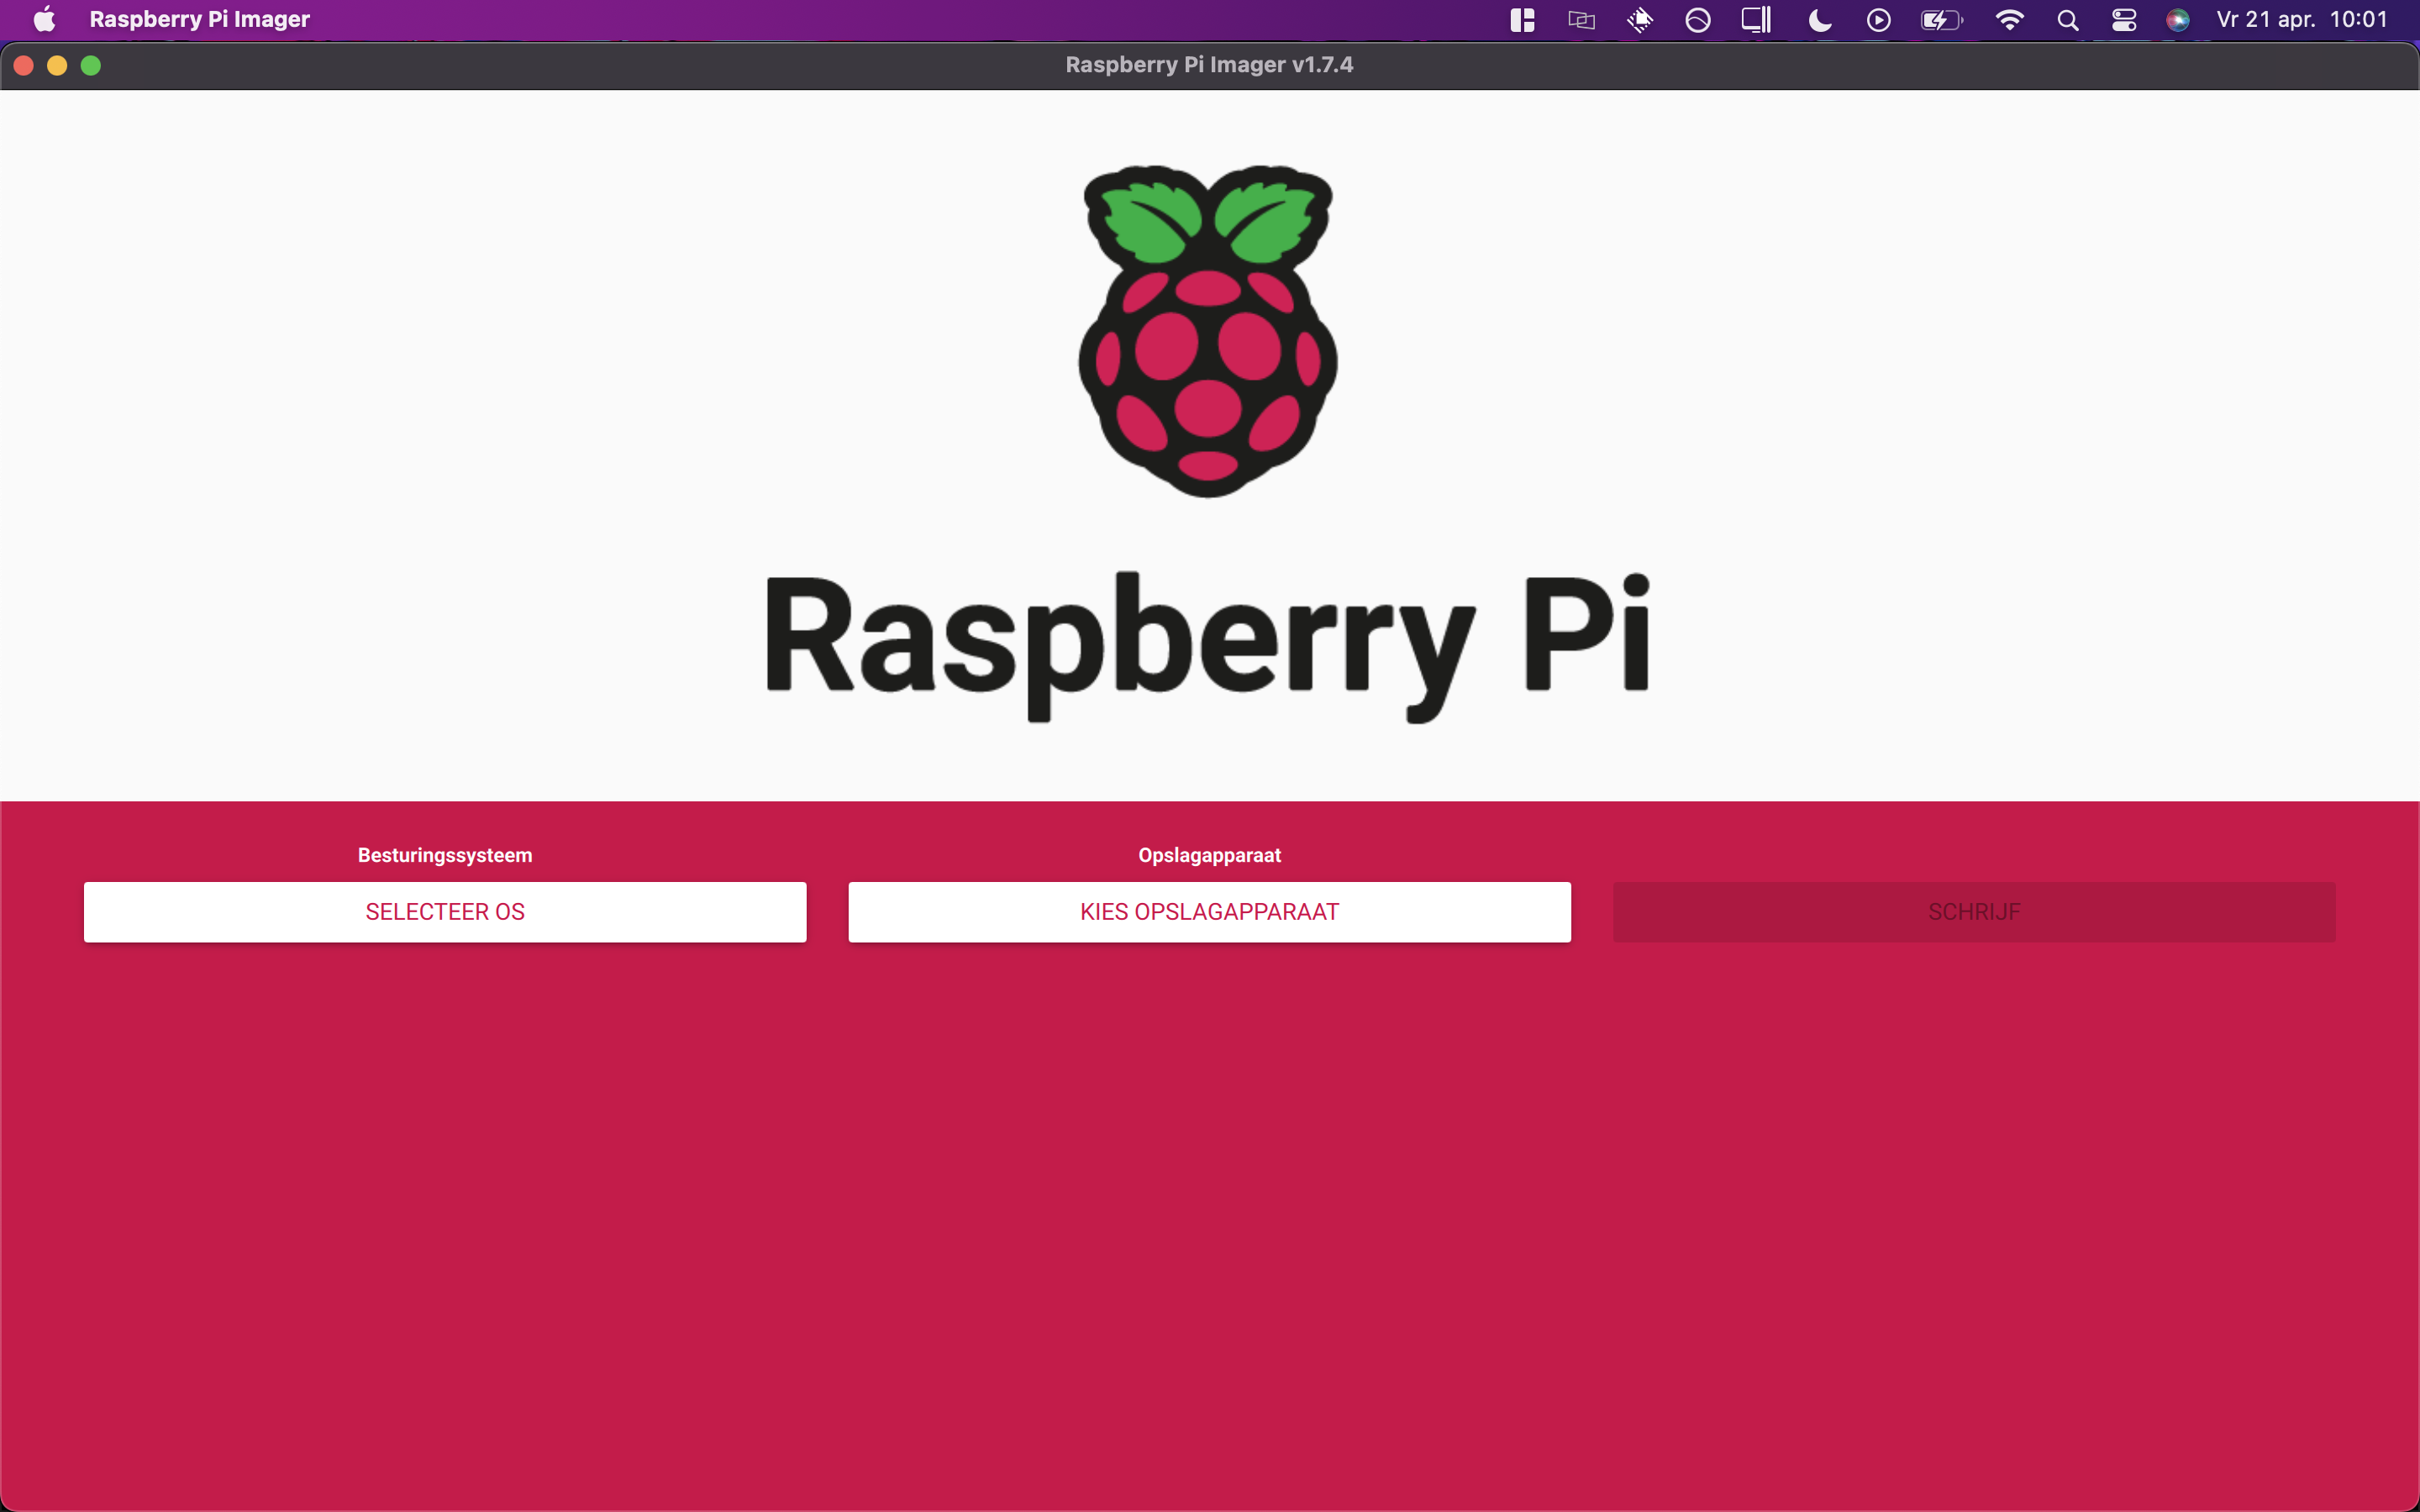 Raspberry Pi Imager
Vr 21 apr. 10:01
Raspberry Pi Imager v1.7.4
Raspberry Pi
Besturingssysteem
Opslagapparaat
SELECTEER OS
KIES OPSLAGAPPARAAT
SCHRIJF